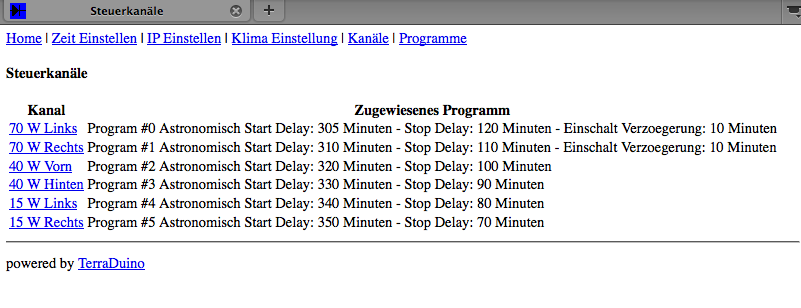 Steuerkanäle
Home | Zeit Einstellen | IP Einstellen | Klima Einstellung | Kanäle | Programme
Steuerkanäle
Kanal Zugewiesenes Programm
70 W Links Program #0 Astronomisch Start Delay: 305 Minuten - Stop Delay: 120 Minuten - Einschalt Verzoegerung: 10 Minuten
70 W Rechts Program #1 Astronomisch Start Delay: 310 Minuten - Stop Delay: 110 Minuten - Einschalt Verzoegerung: 10 Minuten
40 W Vorn Program #2 Astronomisch Start Delay: 320 Minuten - Stop Delay: 100 Minuten
40 W Hinten Program #3 Astronomisch Start Delay: 330 Minuten - Stop Delay: 90 Minuten
15 W Links Program #4 Astronomisch Start Delay: 340 Minuten - Stop Delay: 80 Minuten
15 W Rechts Program #5 Astronomisch Start Delay: 350 Minuten - Stop Delay: 70 Minuten
powered by TerraDuino